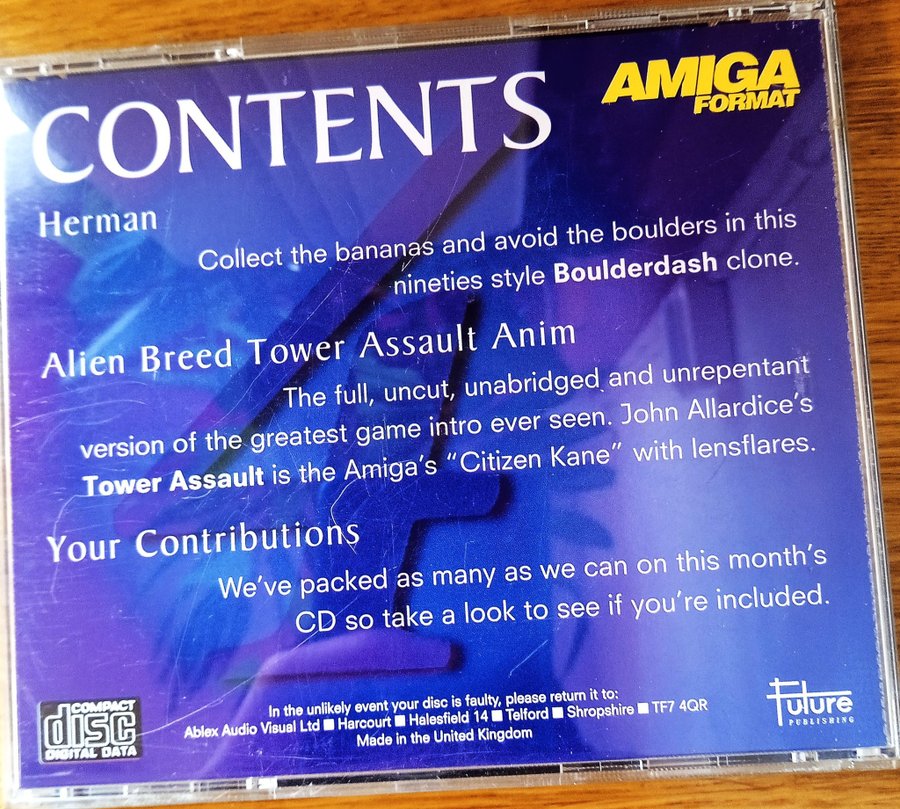 CONTENTS
AMIGA
FORMAT
Herman
Collect the bananas and avoid the boulders in this
nineties style Boulderdash clone.
Alien Breed Tower Assault Anim
The full, uncut, unabridged and unrepentant
version of the greatest game intro ever seen. John Allardice's
Tower Assault is the Amiga's "Citizen Kane" with lensflares.
Your Contributions
We've packed as many as we can on this month's
CD so take a look to see if you're included.
COMPACT
disc
DIGITAL DATA
In the unlikely event your disc is faulty, please return it to:
Ablex Audio Visual Ltd ■ Harcourt ■ Halesfield 14 ■ Telford ■ Shropshire ■ TF7 4QR
Made in the United Kingdom
Future
PUBLISHING